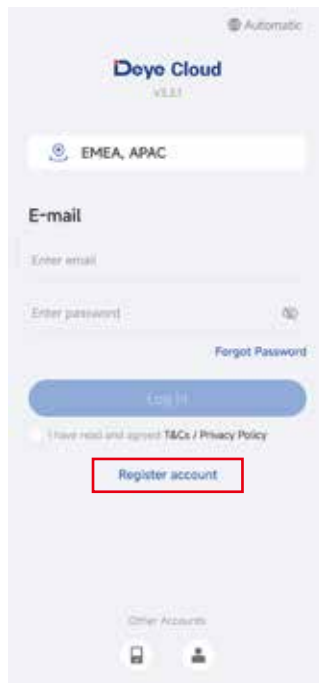 Automatic
Deye Cloud
EMEA, APAC
E-mail
Enter email
Enter password
Forgot Password
Log In
I have read and agreed T&Cs / Privacy Policy
Register account
Other Accounts